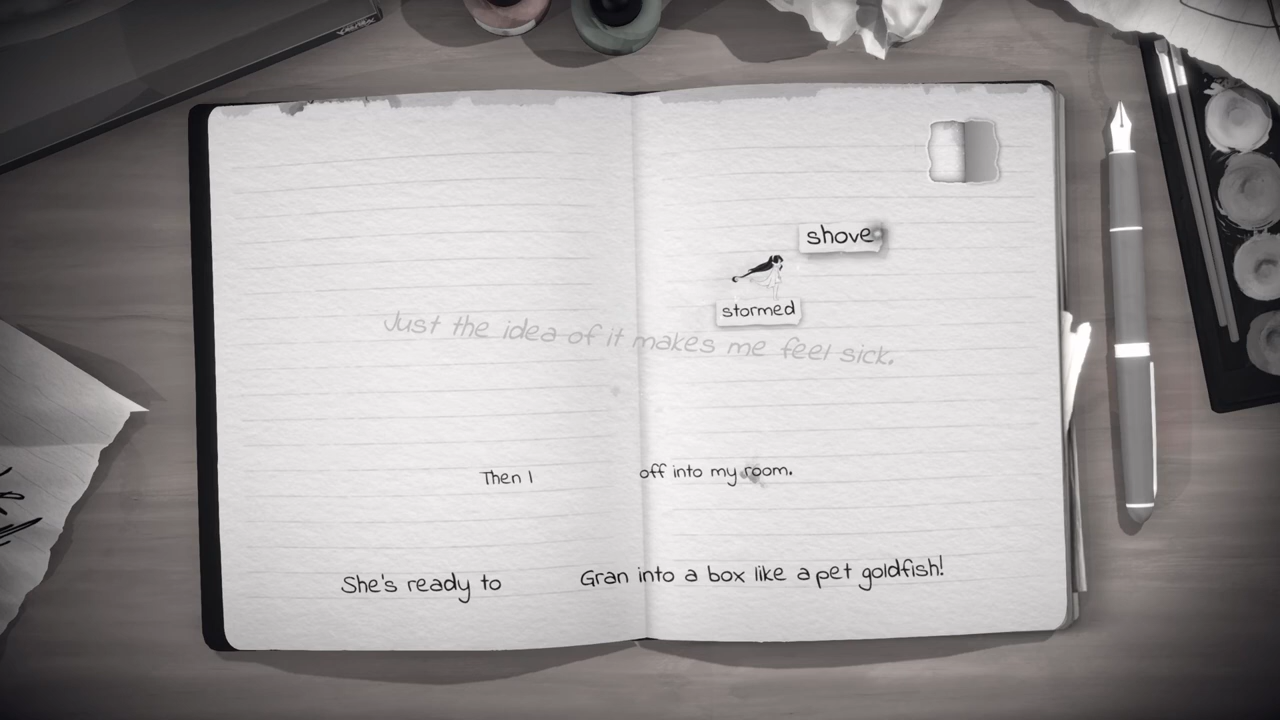 shove
stormed
Just the idea of it makes me feel sick.
Then I off into my room.
She's ready to Gran into a box like a pet goldfish!